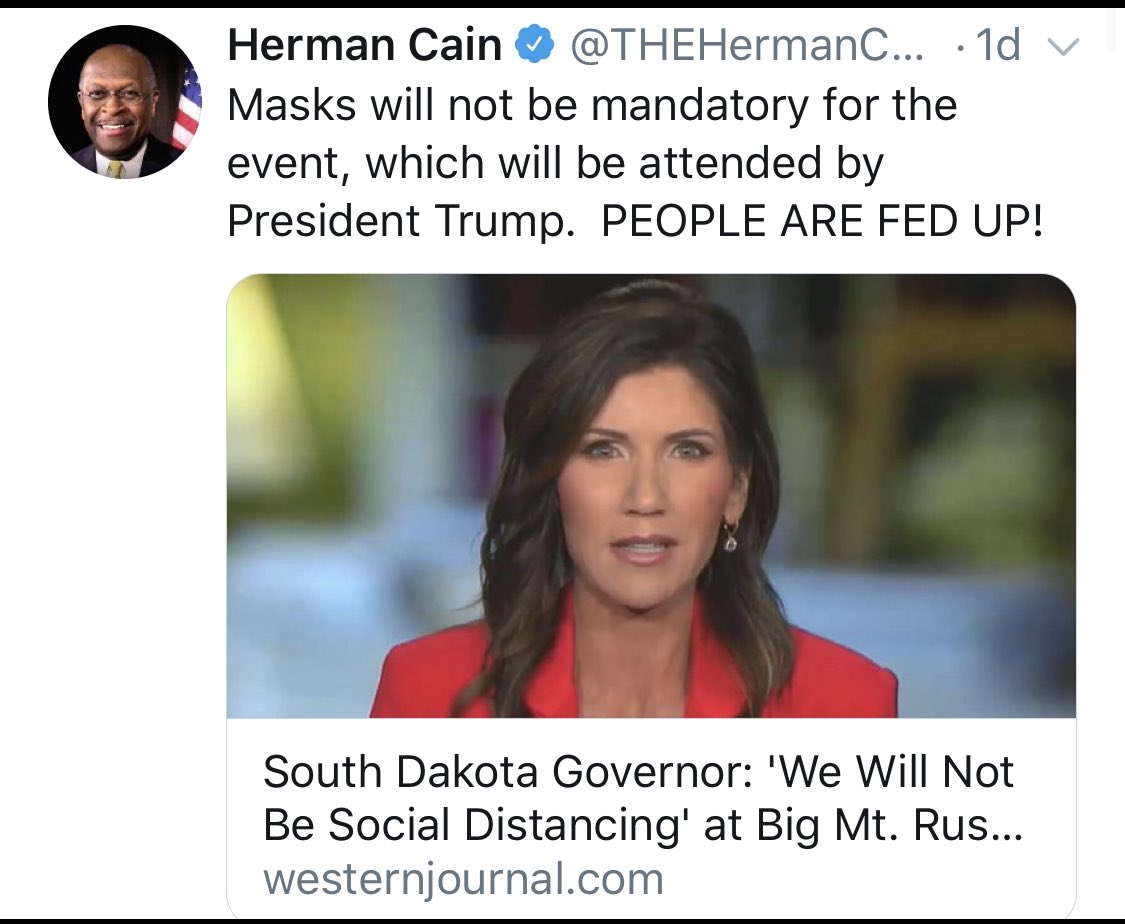 Herman Cain @THEHermanC... · 1d
Masks will not be mandatory for the
event, which will be attended by
President Trump.  PEOPLE ARE FED UP!
South Dakota Governor: 'We Will Not
Be Social Distancing' at Big Mt. Rus...
westernjournal.com